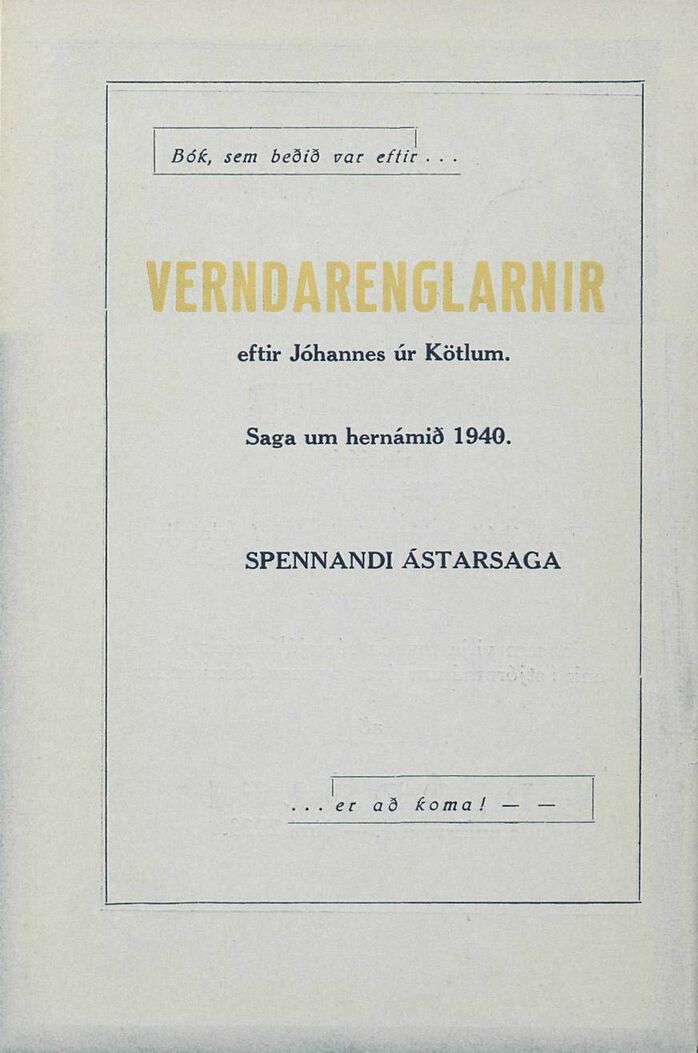 Bók, sem beðið var eftir . . .
VERNDARENGLARNIR
eftir Jóhannes úr Kötlum.
Saga um hernámið 1940.
SPENNANDI ÁSTARSAGA
. . . er að koma! — —